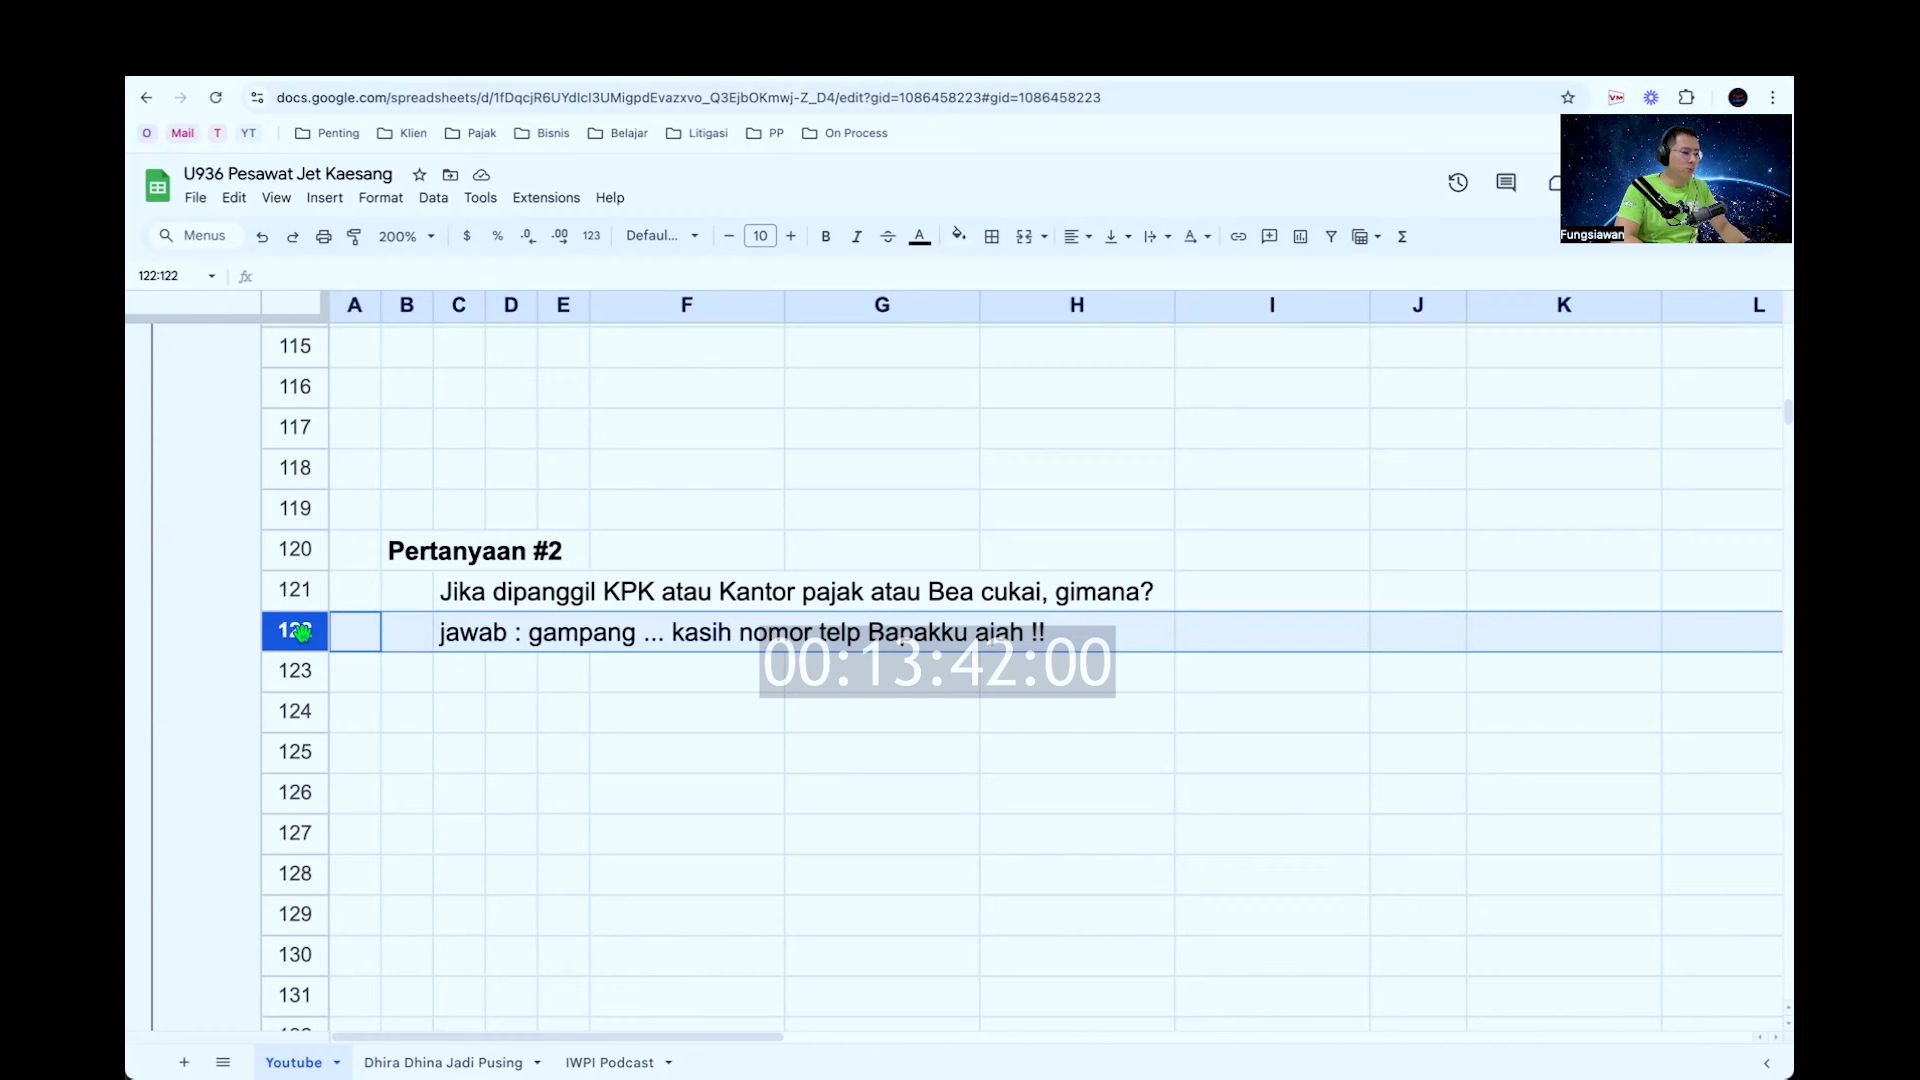 docs.google.com/spreadsheets/d/1fDqcjR6UYdIcI3UMigpdEvazxvo_Q3EjbOKmwj-Z_D4/edit?gid=1086458223#gid=1086458223
O Mail T YT Penting Klien Pajak Bisnis Belajar Litigasi PP On Process
U936 Pesawat Jet Kaesang
File Edit View Insert Format Data Tools Extensions Help
Fungsiawan
Menus 200% $ % .0 .00 123 Defaul... 10 B I A
122:122 fx
A B C D E F G H I J K L
115
116
117
118
119
120 Pertanyaan #2
121 Jika dipanggil KPK atau Kantor pajak atau Bea cukai, gimana?
122 jawab : gampang ... kasih nomor telp Bapakku ajah !!
00:13:42:00
123
124
125
126
127
128
129
130
131
Youtube Dhira Dhina Jadi Pusing IWPI Podcast